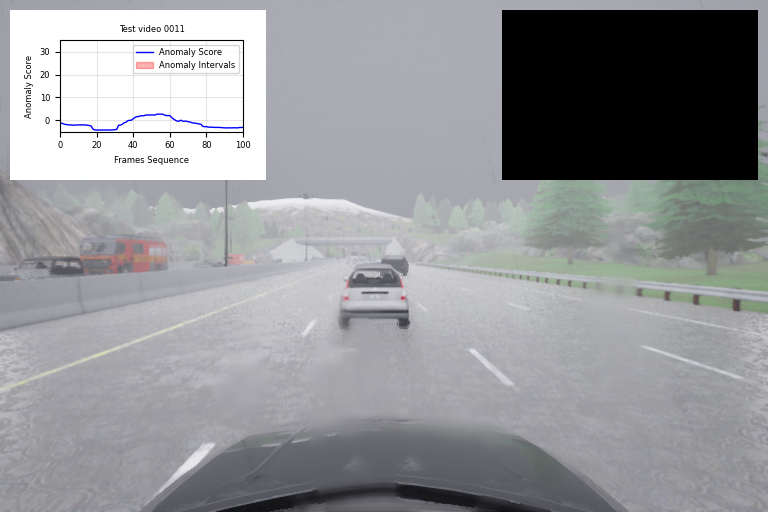 Test video 0011
Anomaly Score
Anomaly Intervals
Anomaly Score
30
20
10
0
0 20 40 60 80 100
Frames Sequence